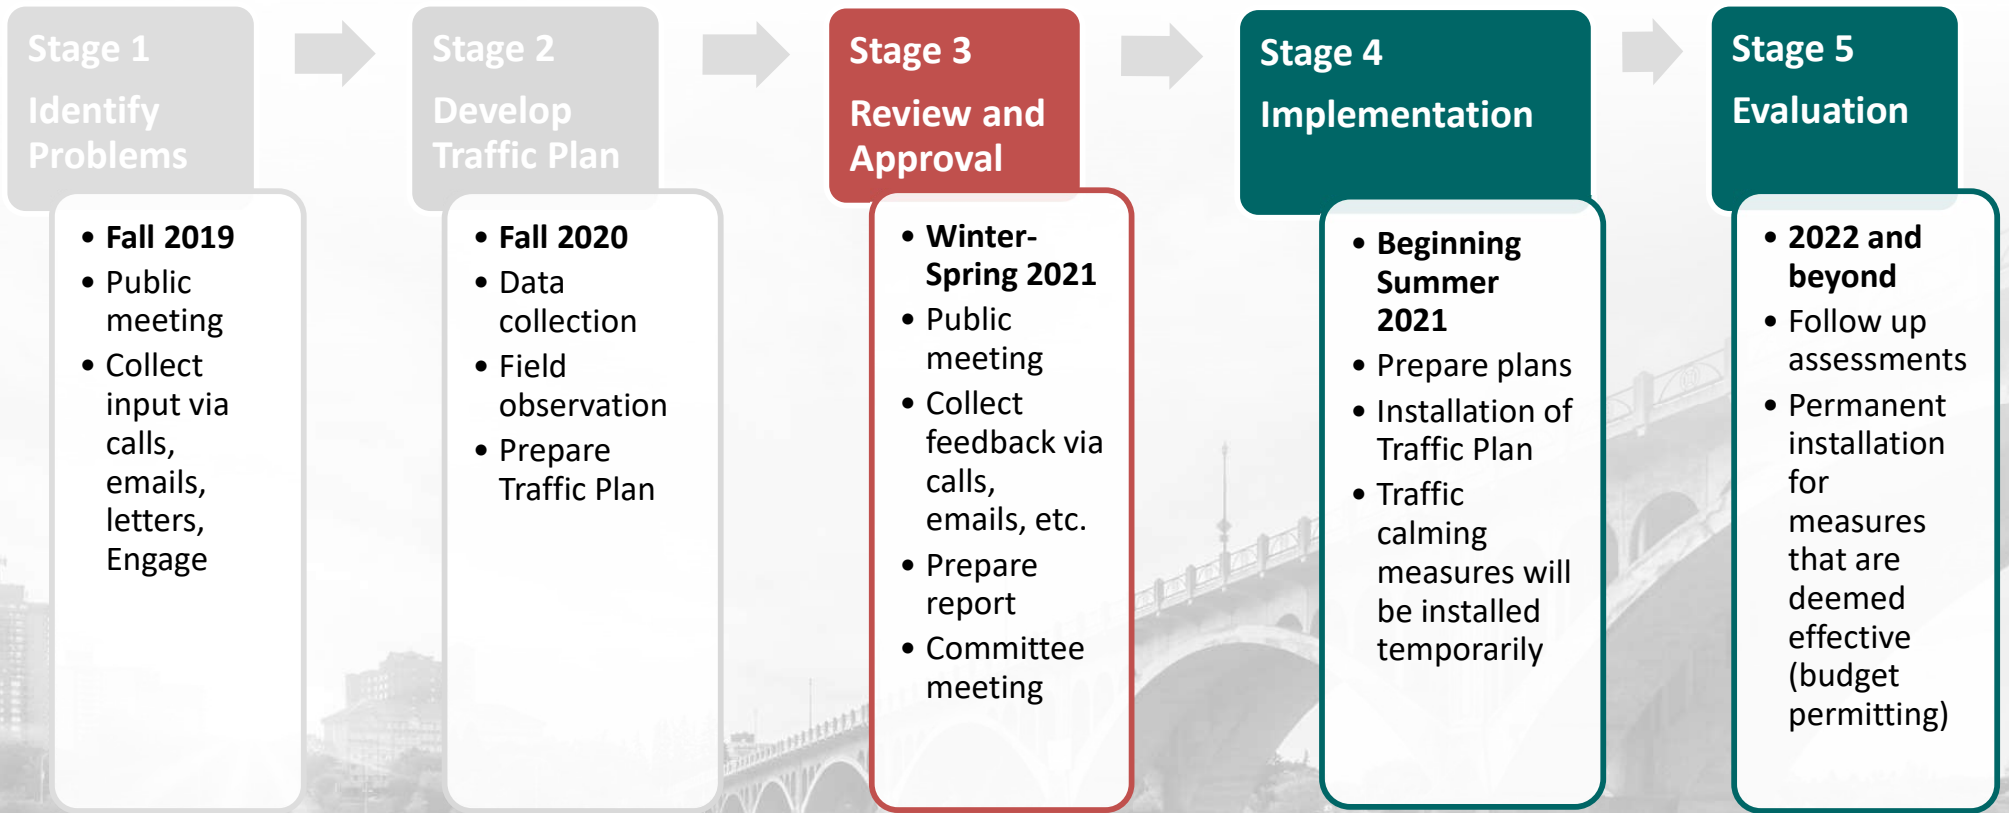 Stage 1
Identify
Problems
• Fall 2019
• Public
meeting
• Collect
input via
calls,
emails,
letters,
Engage
Stage 2
Develop
Traffic Plan
• Fall 2020
• Data
collection
• Field
observation
• Prepare
Traffic Plan
Stage 3
Review and
Approval
• Winter-
Spring 2021
• Public
meeting
• Collect
feedback via
calls,
emails, etc.
• Prepare
report
• Committee
meeting
Stage 4
Implementation
• Beginning
Summer
2021
• Prepare plans
• Installation of
Traffic Plan
• Traffic
calming
measures will
be installed
temporarily
Stage 5
Evaluation
• 2022 and
beyond
• Follow up
assessments
• Permanent
installation
for
measures
that are
deemed
effective
(budget
permitting)